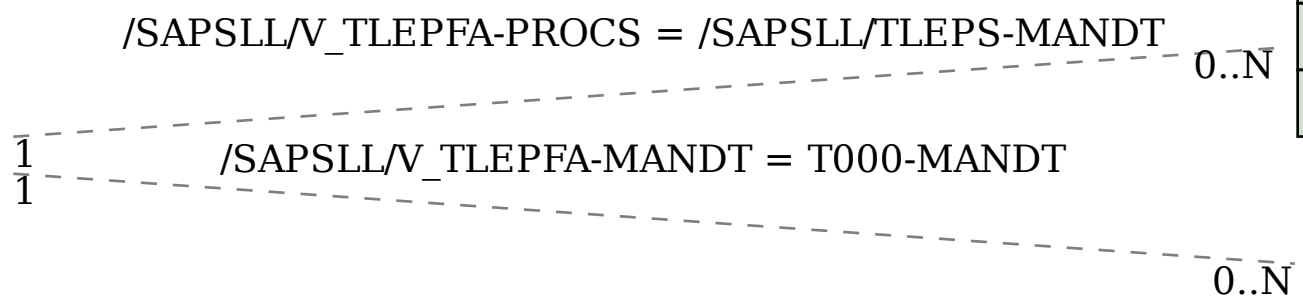 /SAPSLL/V_TLEPFA-PROCS = /SAPSLL/TLEPS-MANDT
0..N
1
/SAPSLL/V_TLEPFA-MANDT = T000-MANDT
1
0..N